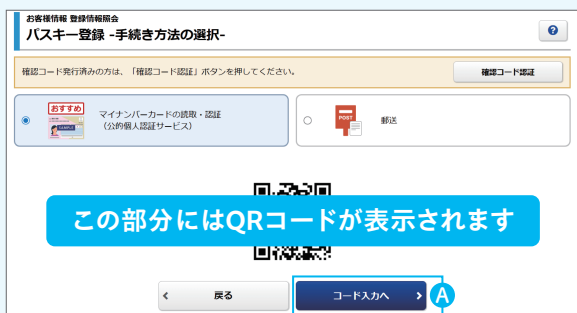 お客様情報 登録情報照会
パスキー登録 -手続き方法の選択-
?
確認コード発行済みの方は、「確認コード認証」ボタンを押してください。
確認コード認証
おすすめ
SAMPLE
マイナンバーカードの読取・認証
(公的個人認証サービス)
POST
郵送
この部分にはQRコードが表示されます
戻る
コード入力へ
A